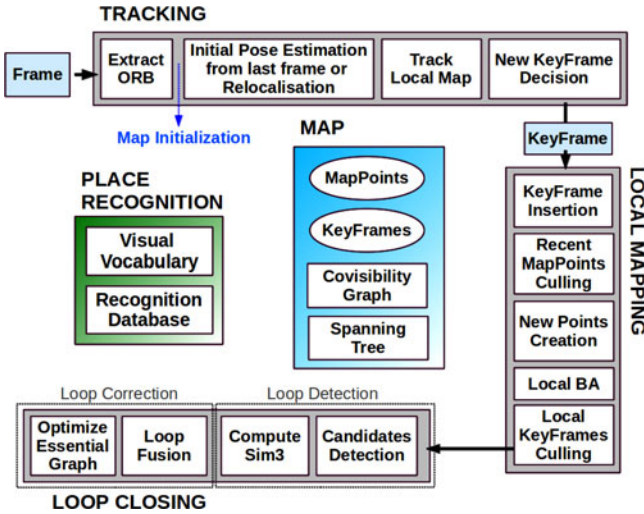 TRACKING
Frame
Extract
ORB
Initial Pose Estimation
from last frame or
Relocalisation
Track
Local Map
New KeyFrame
Decision
Map Initialization
KeyFrame
MAP
MapPoints
KeyFrames
Covisibility
Graph
Spanning
Tree
PLACE
RECOGNITION
Visual
Vocabulary
Recognition
Database
LOCAL MAPPING
KeyFrame
Insertion
Recent
MapPoints
Culling
New Points
Creation
Local BA
Local
KeyFrames
Culling
Loop Correction
Loop Detection
Optimize
Essential
Graph
Loop
Fusion
Compute
Sim3
Candidates
Detection
LOOP CLOSING